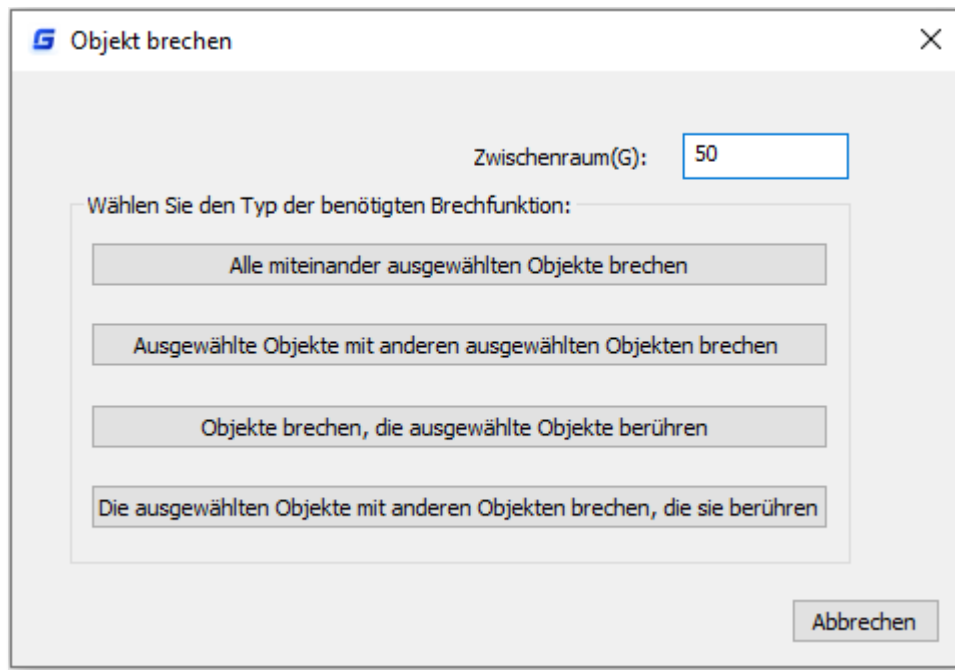 Objekt brechen
Zwischenraum(G): 50
Wählen Sie den Typ der benötigten Brechfunktion:
Alle miteinander ausgewählten Objekte brechen
Ausgewählte Objekte mit anderen ausgewählten Objekten brechen
Objekte brechen, die ausgewählte Objekte berühren
Die ausgewählten Objekte mit anderen Objekten brechen, die sie berühren
Abbrechen